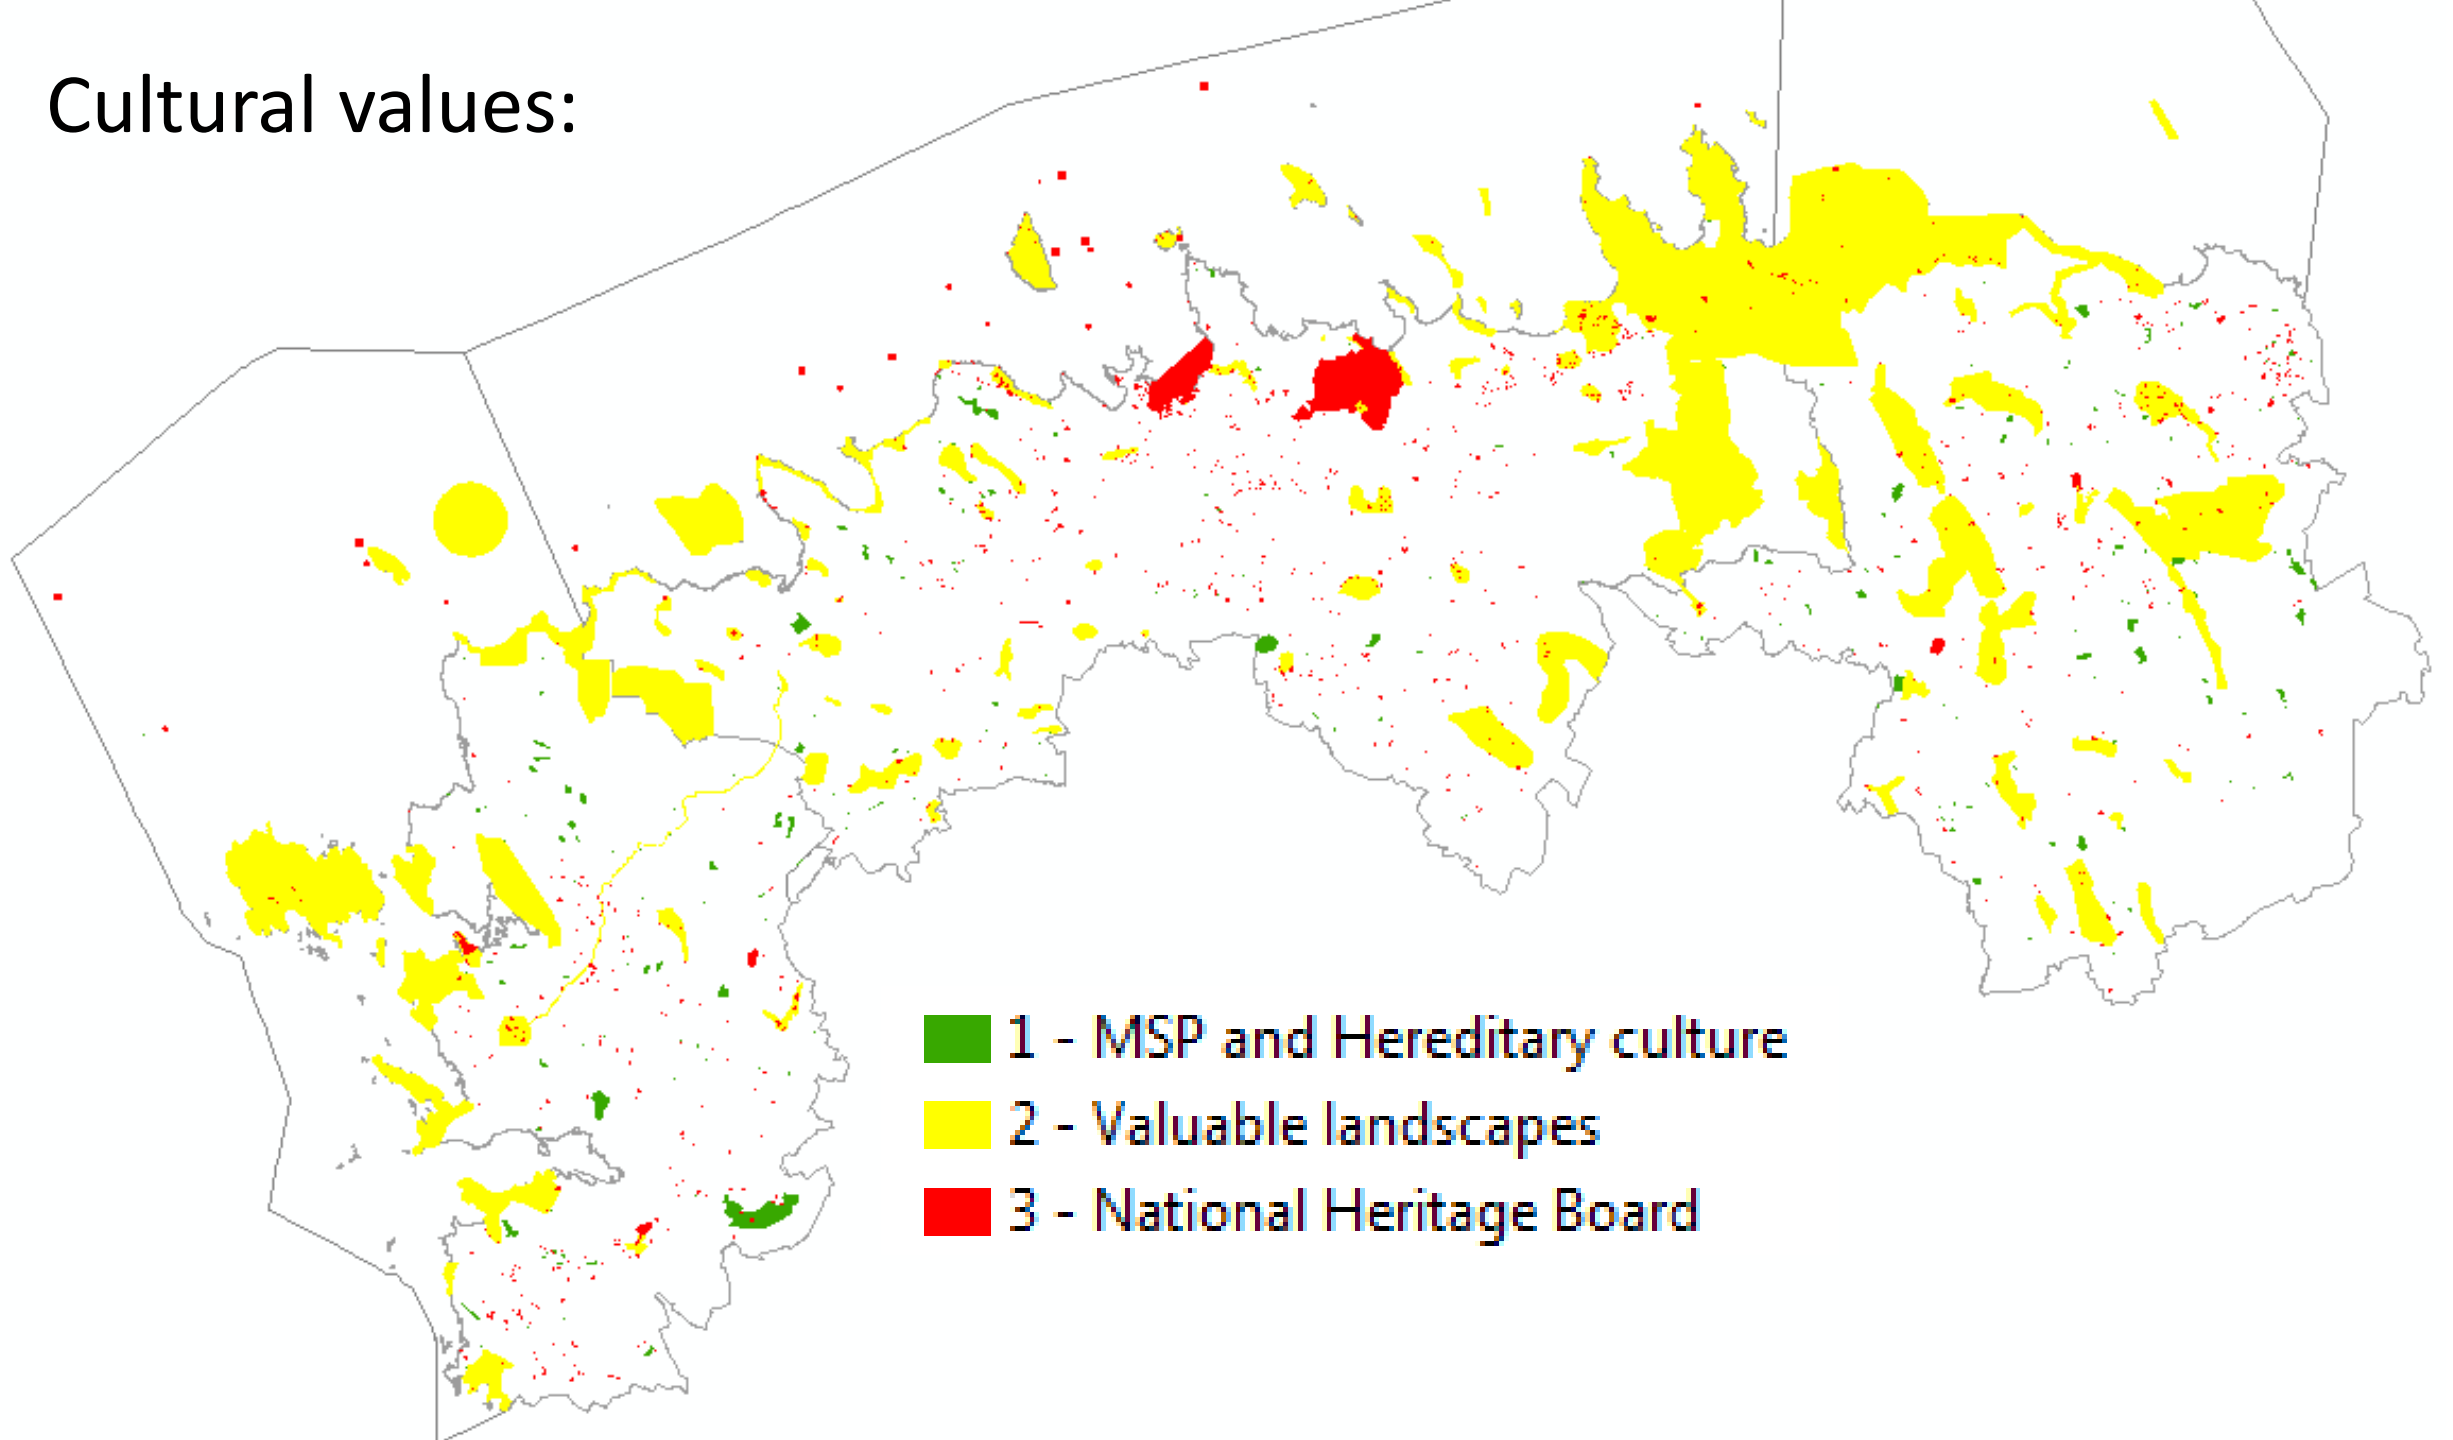 Cultural values:
1 - MSP and Hereditary culture
2 - Valuable landscapes
3 - National Heritage Board